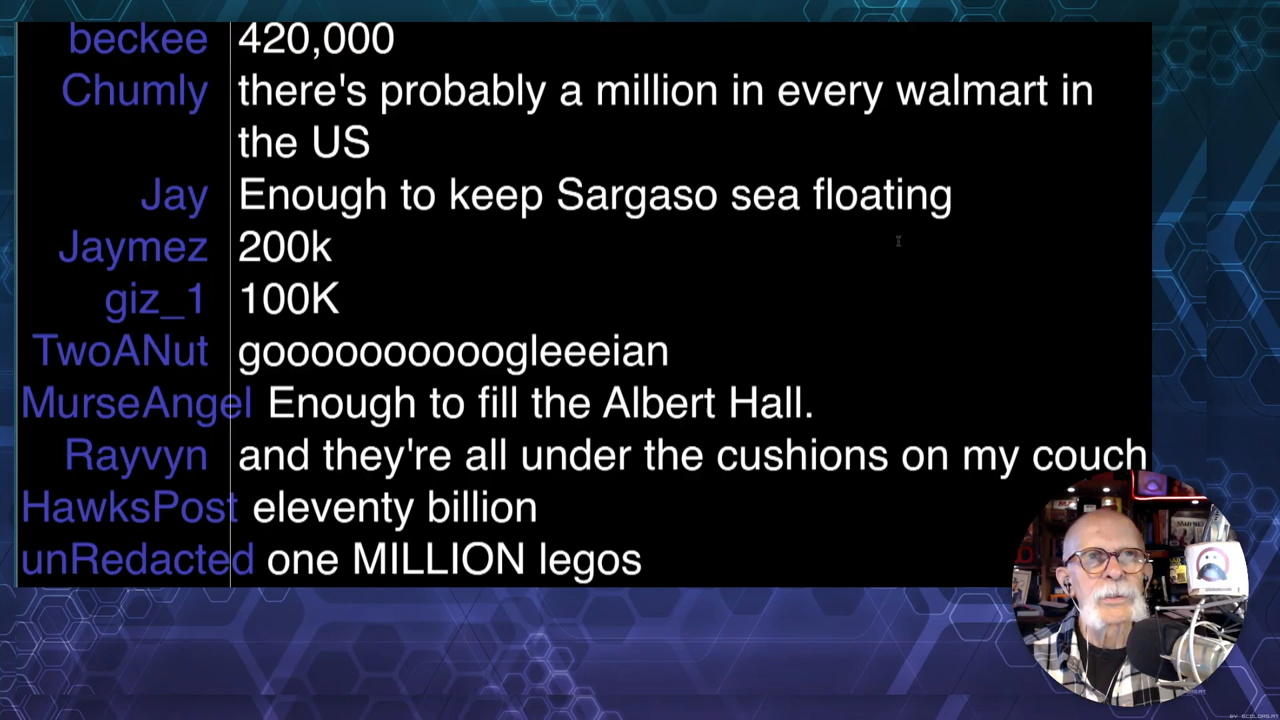 beckee 420,000
Chumly there's probably a million in every walmart in
the US
Jay Enough to keep Sargaso sea floating
Jaymez 200k
giz_1 100K
TwoANut goooooooooogleeeian
MurseAngel Enough to fill the Albert Hall.
Rayvyn and they're all under the cushions on my couch
HawksPost eleventy billion
unRedacted one MILLION legos